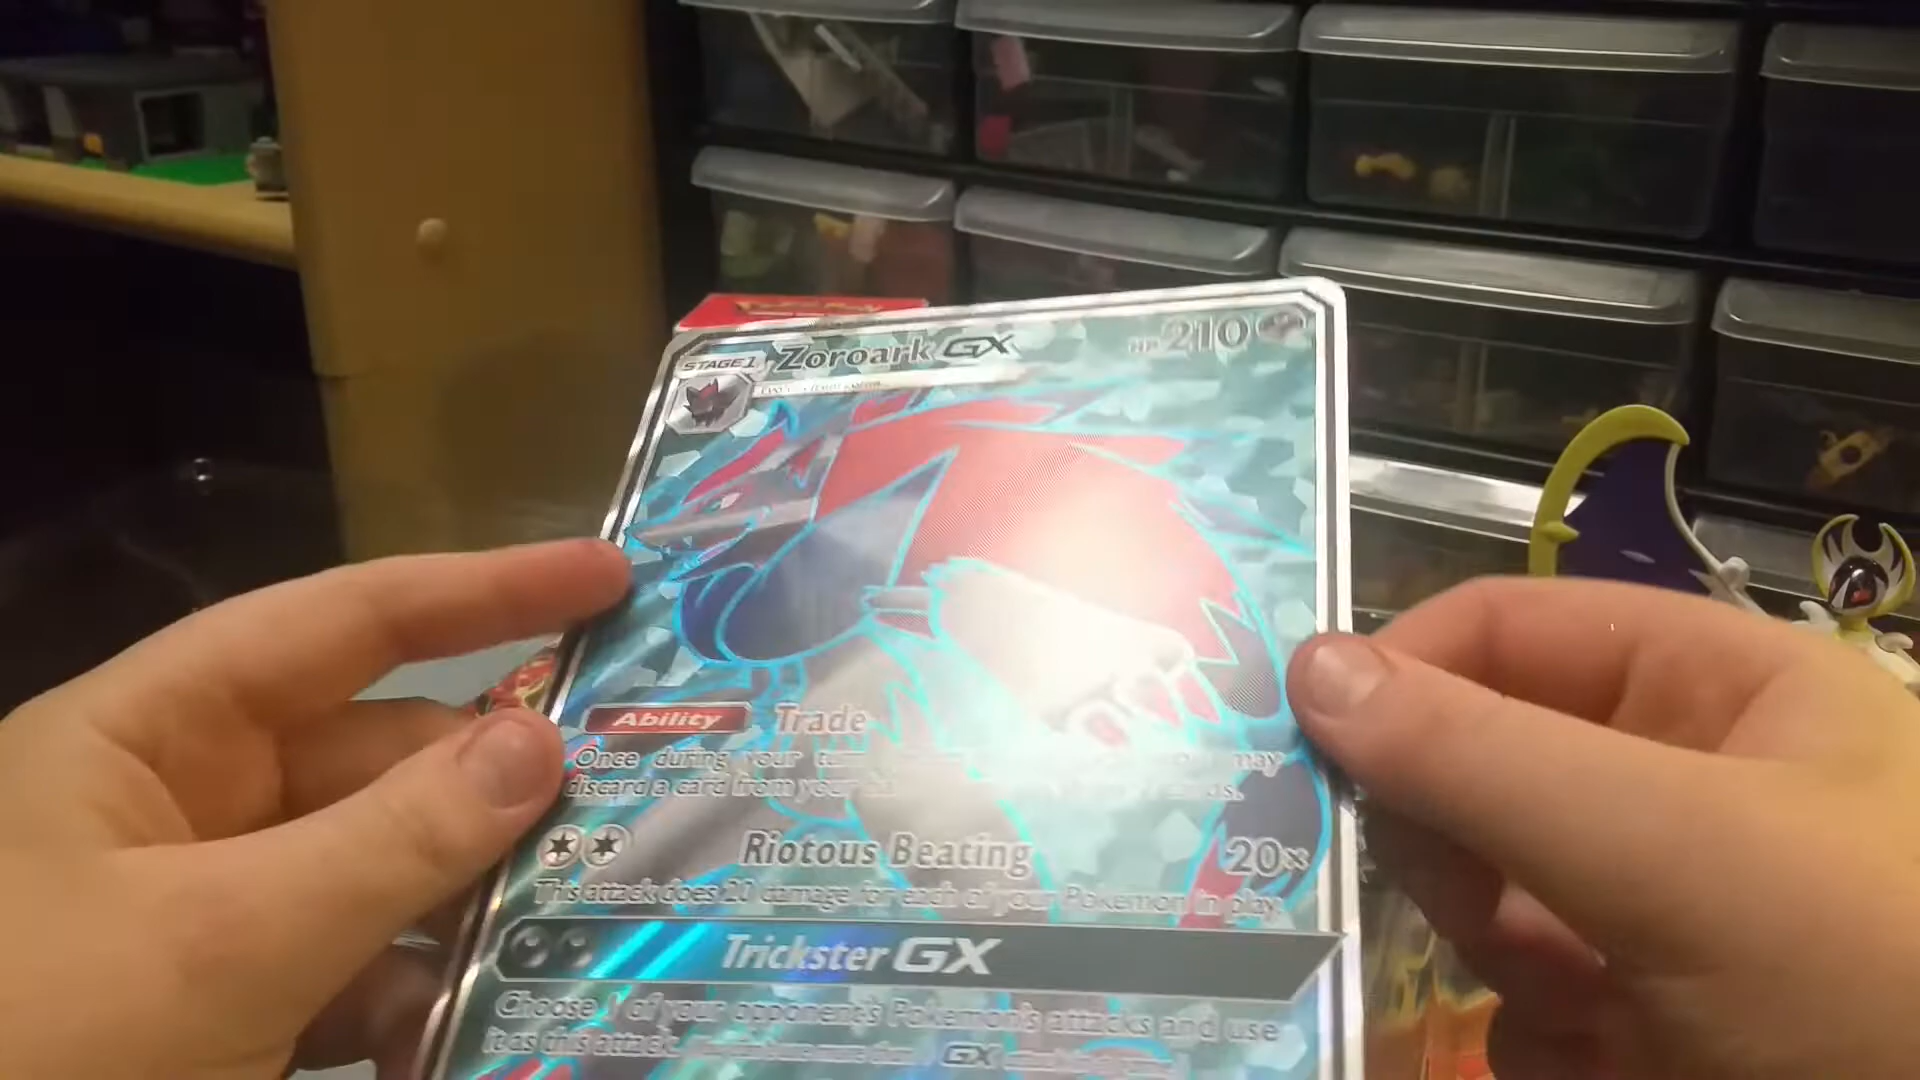 STAGE1 Zoroark GX HP 210
Ability Trade
Once during your turn may
discard a card from your
Riotous Beating 20×
This attack does 20 damage for each of your Pokémon in play.
Trickster GX
Choose 1 of your opponent's Pokémon's attacks and use
it as this attack. GX